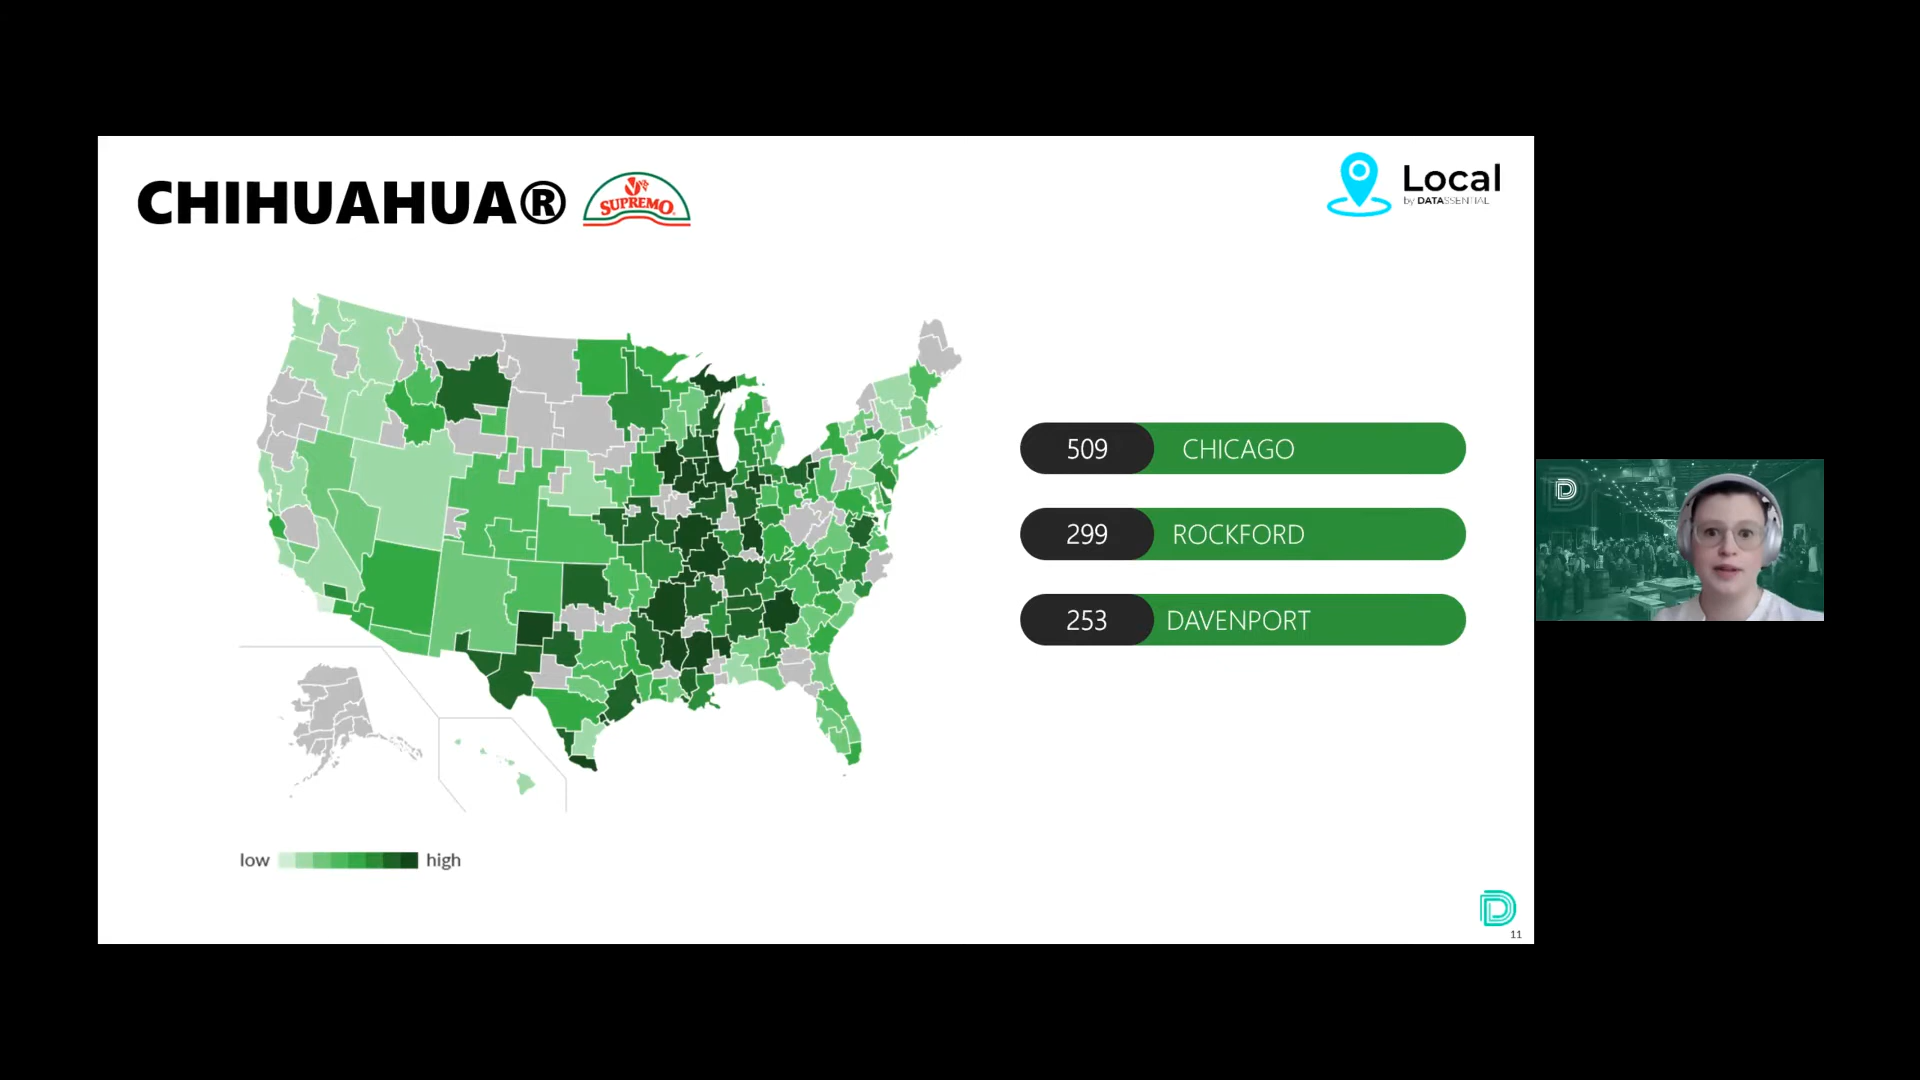 CHIHUAHUA®
V&V
SUPREMO
Local
by DATASSENTIAL
509 CHICAGO
299 ROCKFORD
253 DAVENPORT
low high
11